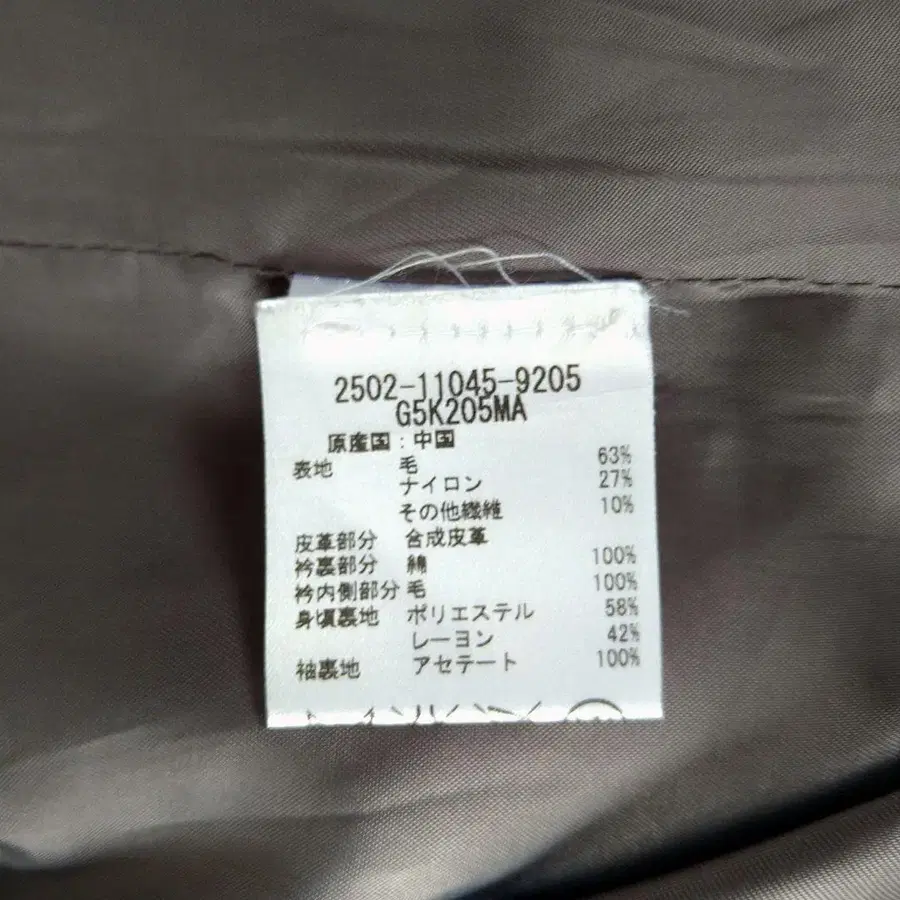 2502-11045-9205
G5K205MA
原産国：中国
表地 毛 63%
ナイロン 27%
その他繊維 10%
皮革部分 合成皮革
衿裏部分 綿 100%
衿内側部分 毛 100%
身頃裏地 ポリエステル 58%
レーヨン 42%
袖裏地 アセテート 100%